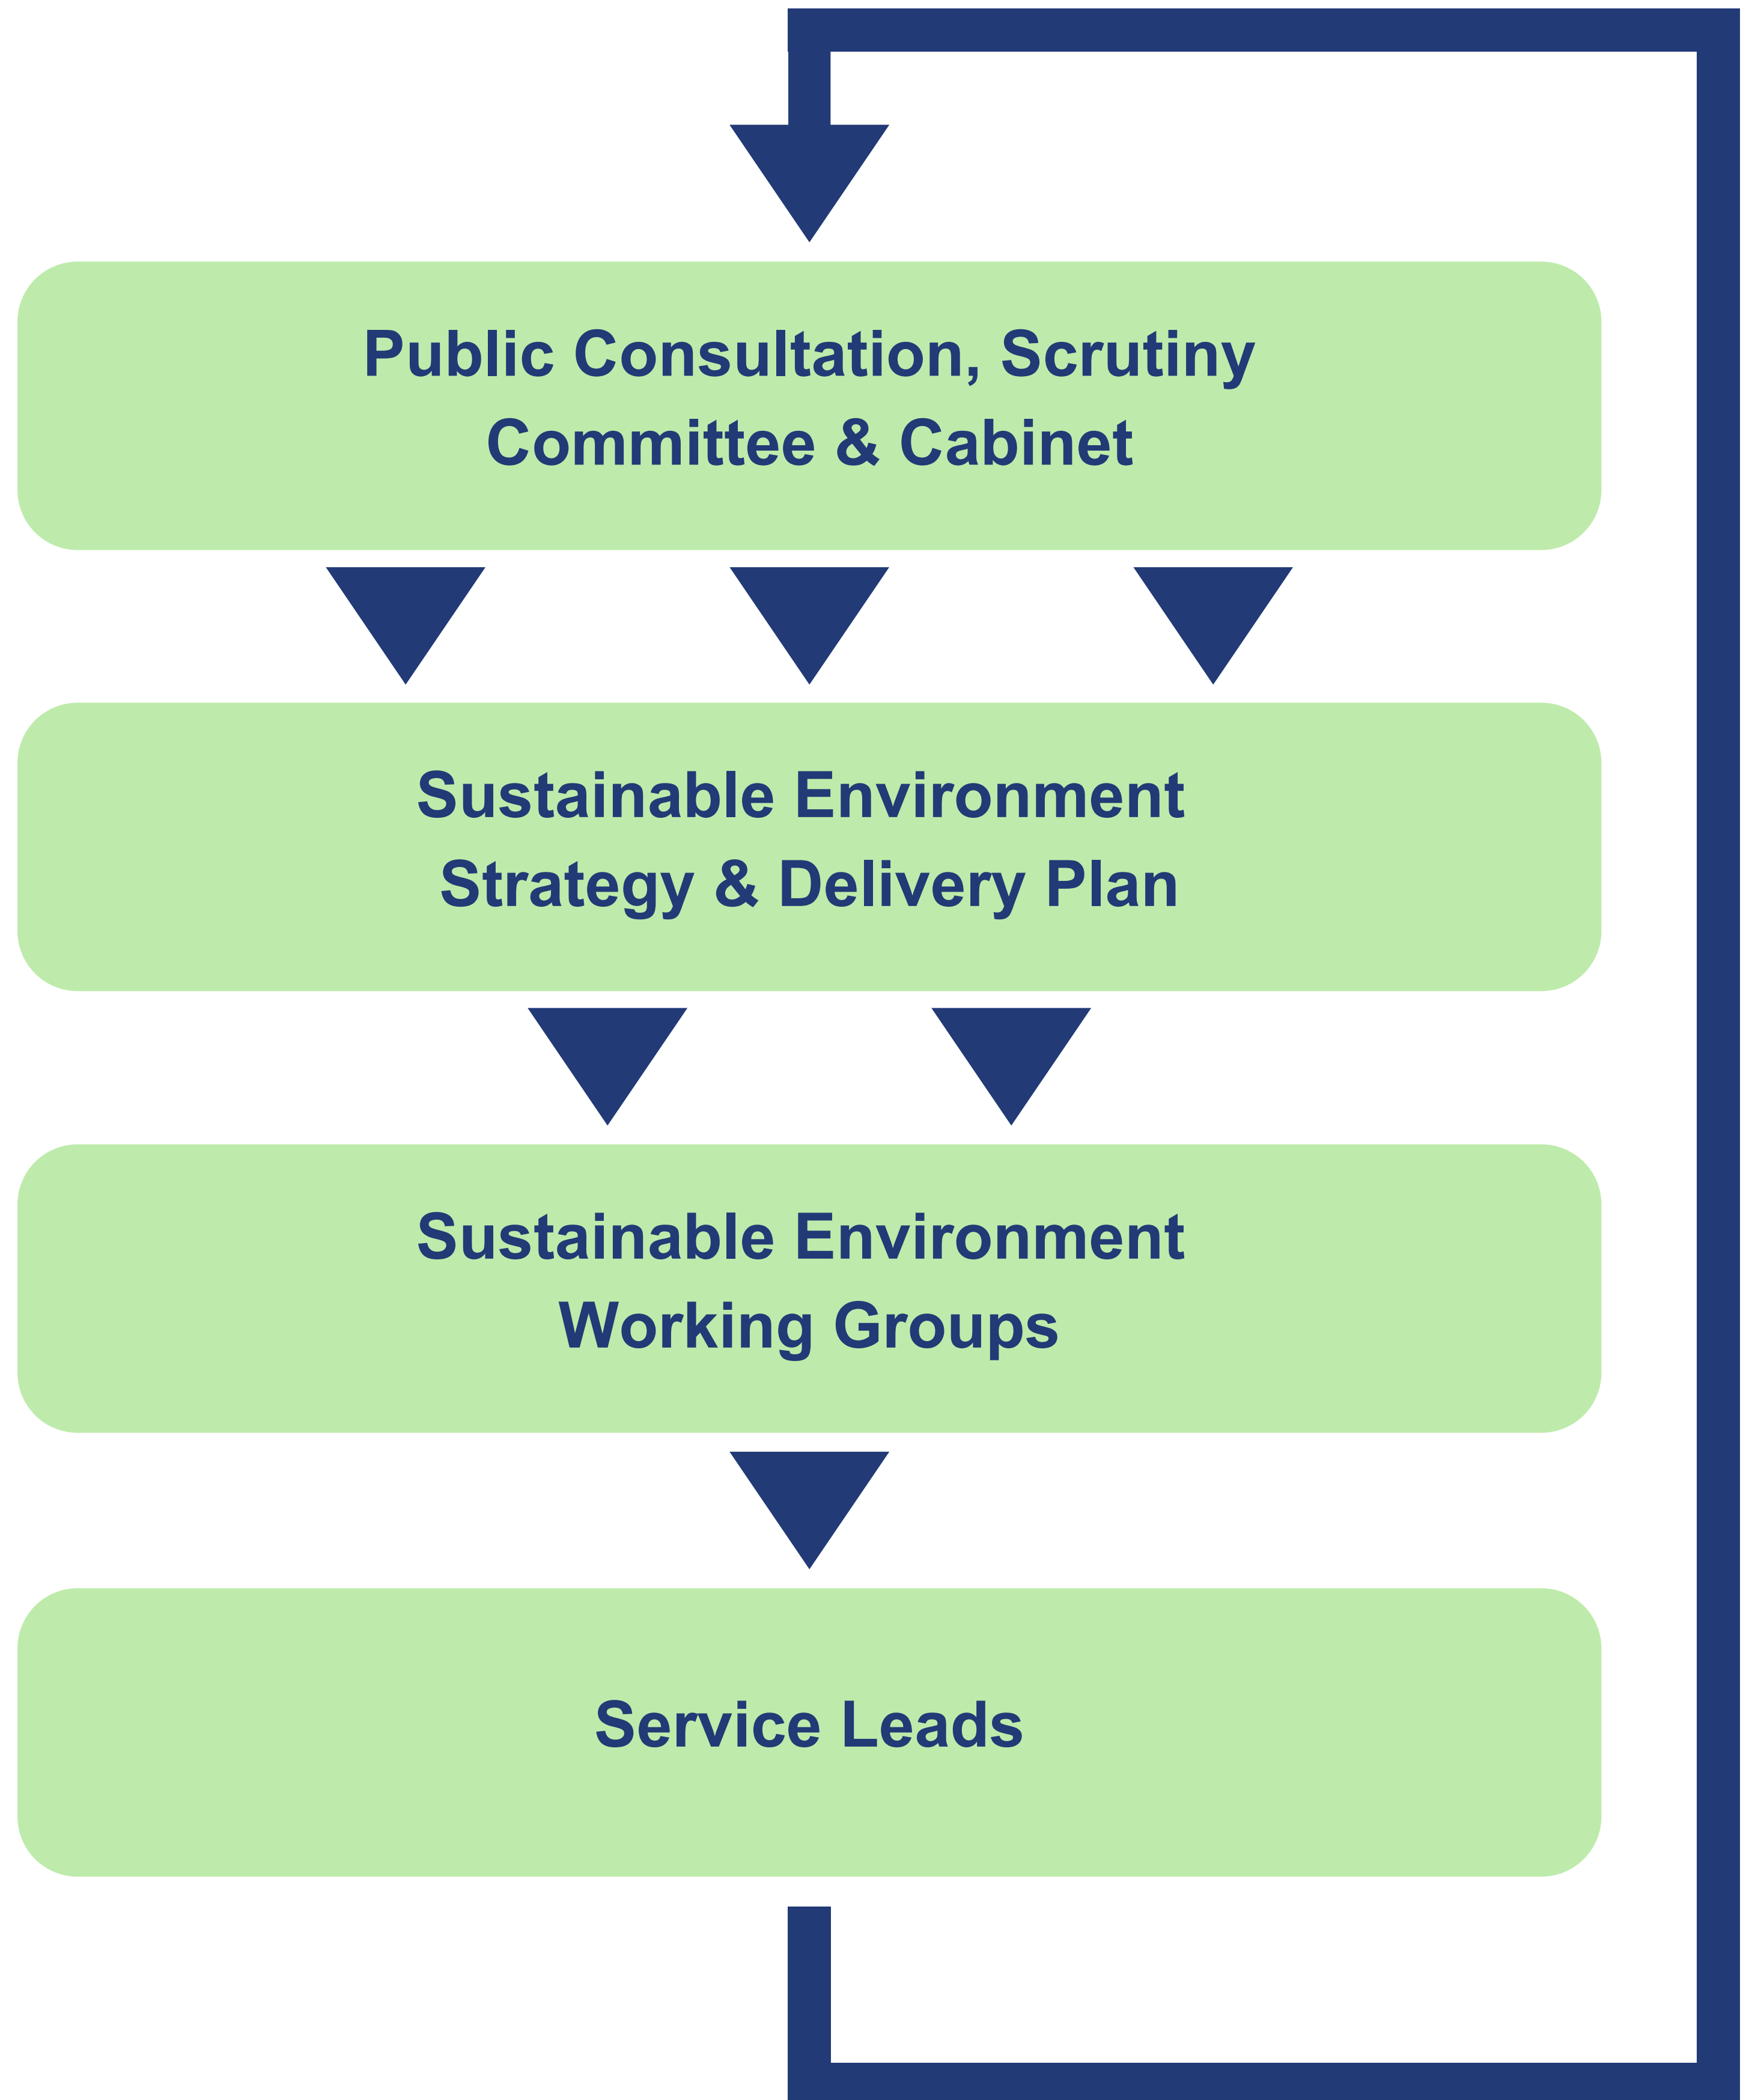 Public Consultation, Scrutiny
Committee & Cabinet
Sustainable Environment
Strategy & Delivery Plan
Sustainable Environment
Working Groups
Service Leads